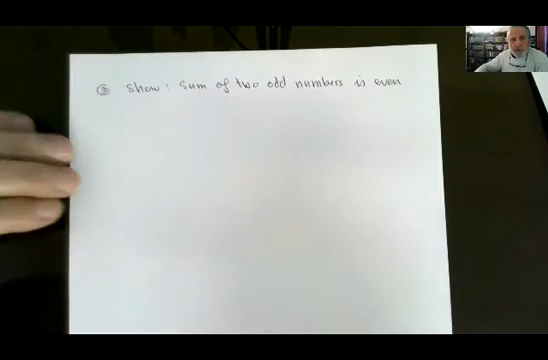 ③ Show: Sum of two odd numbers is even